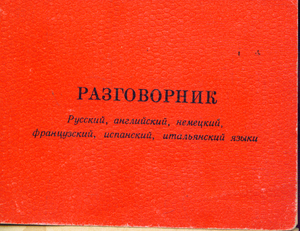 РАЗГОВОРНИК
Русский, английский, немецкий,
французский, испанский, итальянский языки